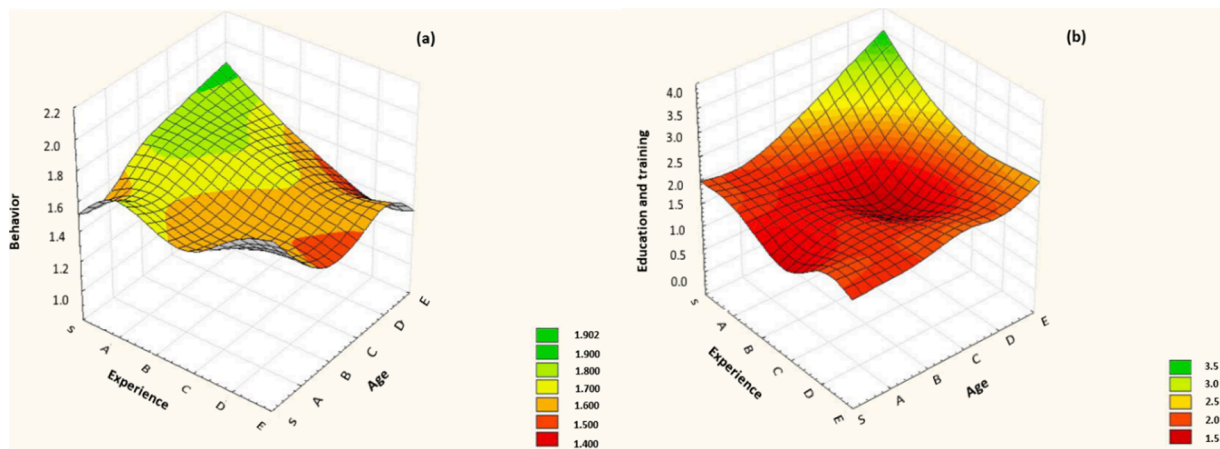 (a)
2.2
2.0
1.8
1.6
1.4
1.2
1.0
Behavior
S
A
B
C
D
E
Experience
S
A
B
C
D
E
Age
1.902
1.900
1.800
1.700
1.600
1.500
1.400
(b)
4.0
3.5
3.0
2.5
2.0
1.5
1.0
0.5
0.0
Education and training
s
A
B
C
D
E
Experience
S
A
B
C
D
E
Age
3.5
3.0
2.5
2.0
1.5